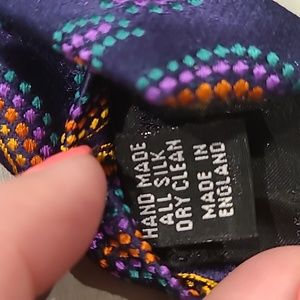 HAND MADE
ALL SILK
DRY CLEAN
MADE IN
ENGLAND